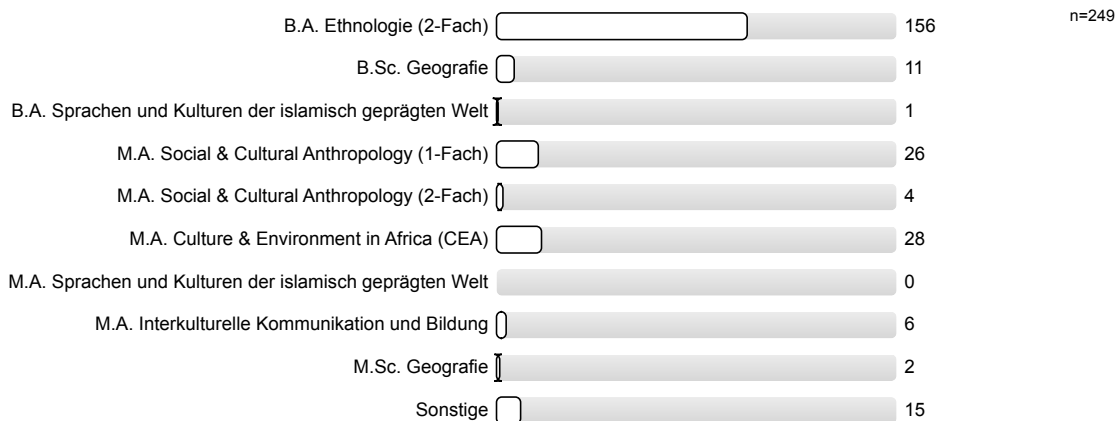 B.A. Ethnologie (2-Fach) 156 n=249
B.Sc. Geografie 11
B.A. Sprachen und Kulturen der islamisch geprägten Welt 1
M.A. Social & Cultural Anthropology (1-Fach) 26
M.A. Social & Cultural Anthropology (2-Fach) 4
M.A. Culture & Environment in Africa (CEA) 28
M.A. Sprachen und Kulturen der islamisch geprägten Welt 0
M.A. Interkulturelle Kommunikation und Bildung 6
M.Sc. Geografie 2
Sonstige 15